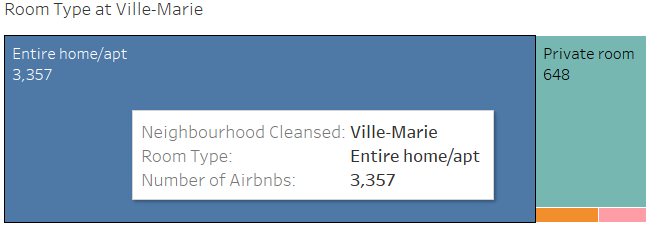 Room Type at Ville-Marie
Entire home/apt
3,357
Private room
648
Neighbourhood Cleansed: Ville-Marie
Room Type: Entire home/apt
Number of Airbnbs: 3,357